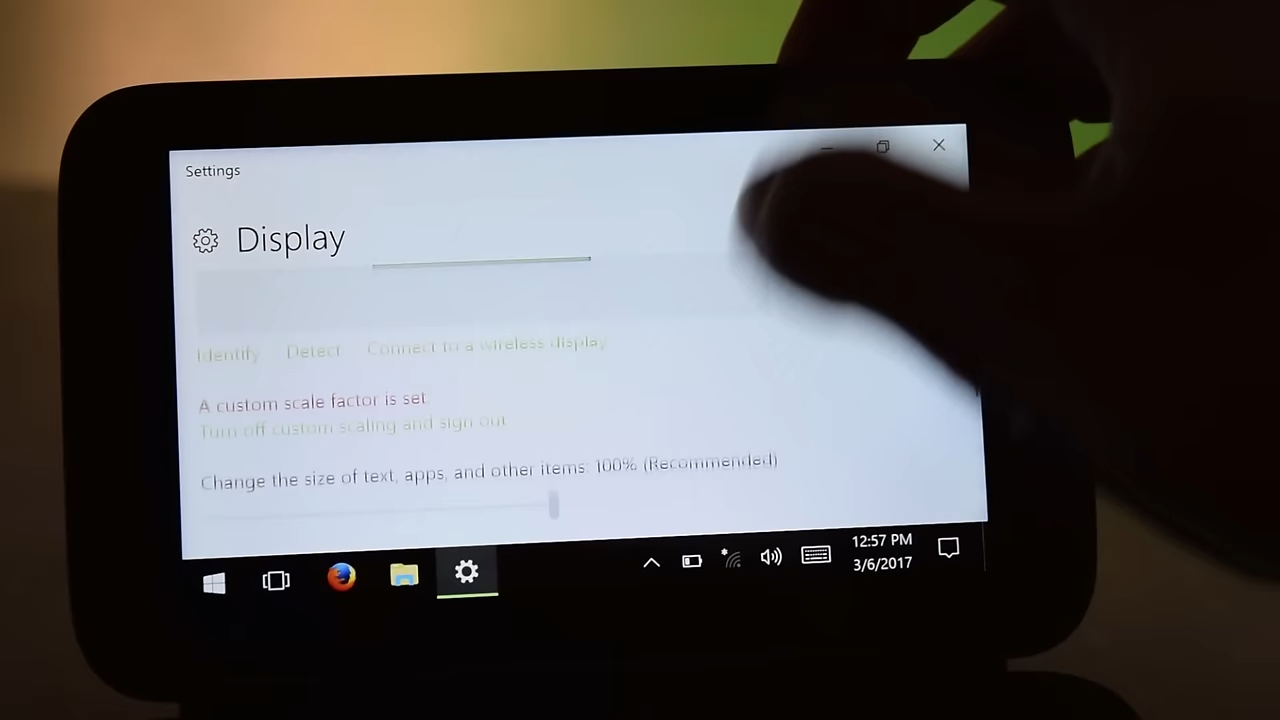 Settings
Display
Identify Detect Connect to a wireless display
A custom scale factor is set
Turn off custom scaling and sign out
Change the size of text, apps, and other items: 100% (Recommended)
12:57 PM
3/6/2017